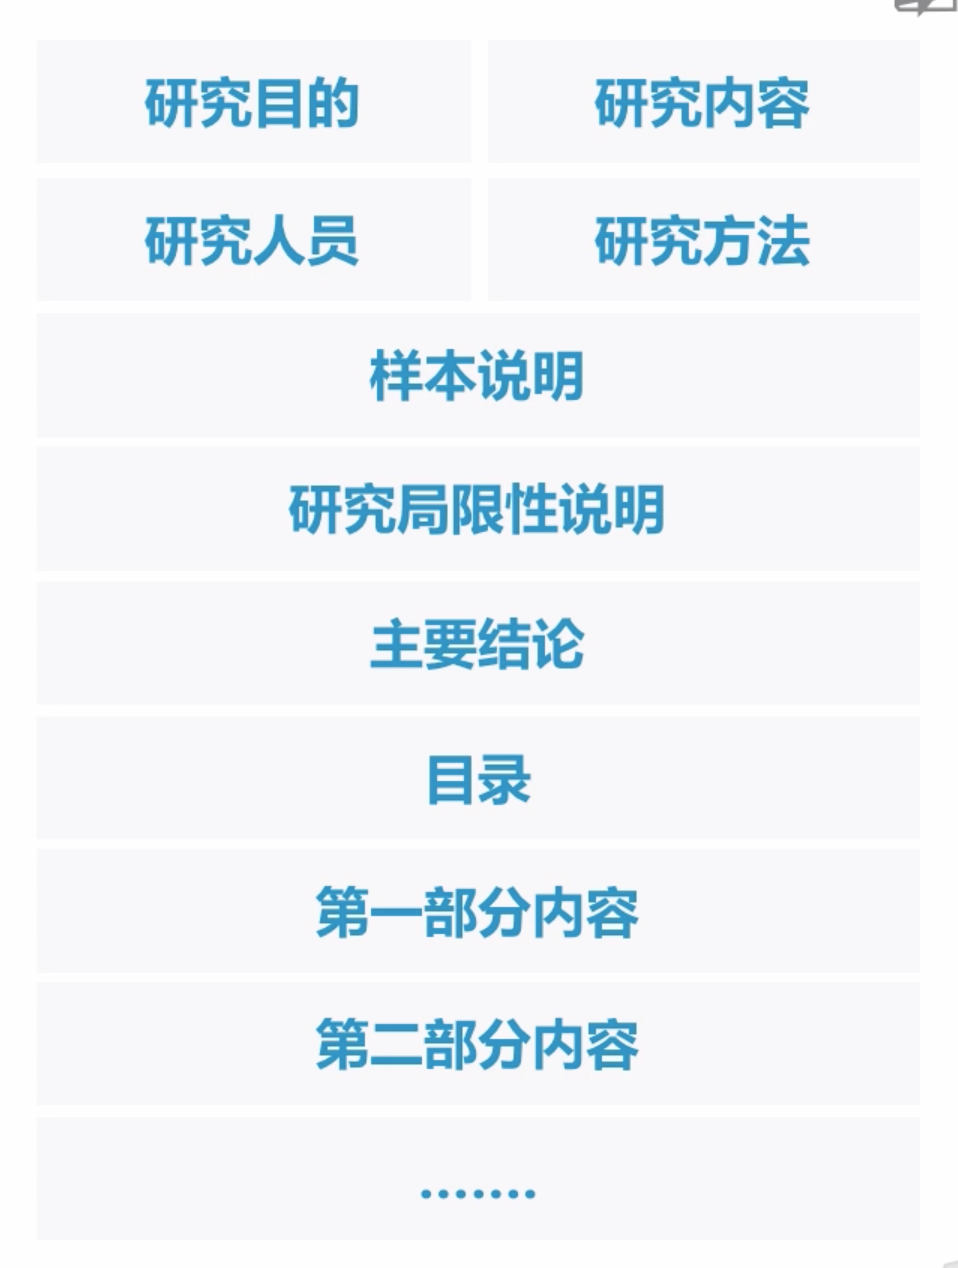 研究目的
研究内容
研究人员
研究方法
样本说明
研究局限性说明
主要结论
目录
第一部分内容
第二部分内容
.......